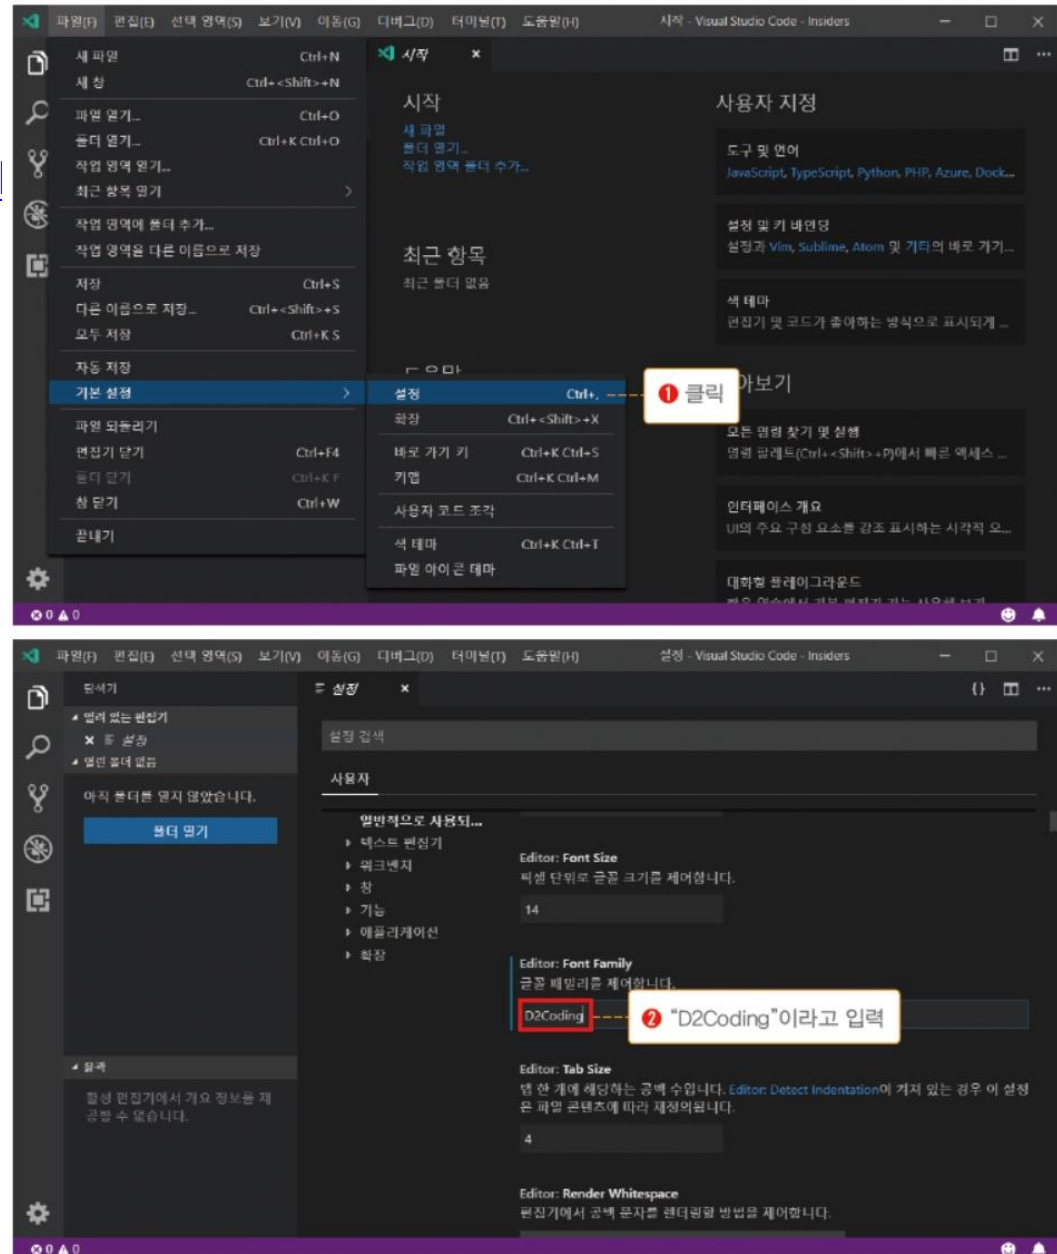 파일(F) 편집(E) 선택 영역(S) 보기(V) 이동(G) 디버그(D) 터미널(T) 도움말(H) 시작 - Visual Studio Code - Insiders
새 파일 Ctrl+N
새 창 Ctrl+<Shift>+N
파일 열기... Ctrl+O
폴더 열기... Ctrl+K Ctrl+O
작업 영역 열기...
최근 항목 열기
작업 영역에 폴더 추가...
작업 영역을 다른 이름으로 저장
저장 Ctrl+S
다른 이름으로 저장... Ctrl+<Shift>+S
모두 저장 Ctrl+K S
자동 저장
기본 설정
파일 되돌리기
편집기 닫기 Ctrl+F4
폴더 닫기 Ctrl+K F
창 닫기 Ctrl+W
끝내기
설정 Ctrl+,
확장 Ctrl+<Shift>+X
바로 가기 키 Ctrl+K Ctrl+S
키맵 Ctrl+K Ctrl+M
사용자 코드 조각
색 테마 Ctrl+K Ctrl+T
파일 아이콘 테마
❶ 클릭
시작
시작
새 파일
폴더 열기...
작업 영역 폴더 추가...
최근 항목
최근 폴더 없음
사용자 지정
도구 및 언어
JavaScript, TypeScript, Python, PHP, Azure, Dock...
설정 및 키 바인딩
설정과 Vim, Sublime, Atom 및 기타의 바로 가기...
색 테마
편집기 및 코드가 좋아하는 방식으로 표시되게 ...
아보기
모든 명령 찾기 및 실행
명령 팔레트(Ctrl+<Shift>+P)에서 빠른 액세스 ...
인터페이스 개요
UI의 주요 구성 요소를 강조 표시하는 시각적 오...
대화형 플레이그라운드
0 0
파일(F) 편집(E) 선택 영역(S) 보기(V) 이동(G) 디버그(D) 터미널(T) 도움말(H) 설정 - Visual Studio Code - Insiders
탐색기
열려 있는 편집기
설정
열린 폴더 없음
아직 폴더를 열지 않았습니다.
폴더 열기
윤곽
활성 편집기에서 개요 정보를 제
공할 수 없습니다.
설정
설정 검색
사용자
일반적으로 사용되...
텍스트 편집기
워크벤치
창
기능
애플리케이션
확장
Editor: Font Size
픽셀 단위로 글꼴 크기를 제어합니다.
14
Editor: Font Family
글꼴 패밀리를 제어합니다.
D2Coding
❷ “D2Coding”이라고 입력
Editor: Tab Size
탭 한 개에 해당하는 공백 수입니다. Editor: Detect Indentation이 켜져 있는 경우 이 설정
은 파일 콘텐츠에 따라 재정의됩니다.
4
Editor: Render Whitespace
편집기에서 공백 문자를 렌더링할 방법을 제어합니다.
0 0